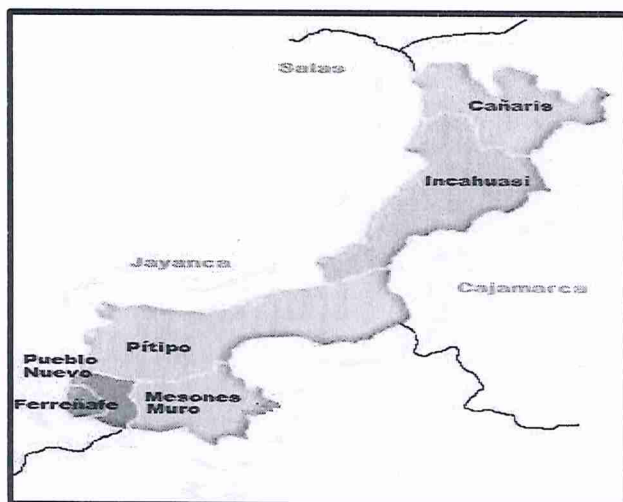 Salas
Cañaris
Incahuasi
Jayanca
Cajamarca
Pítipo
Pueblo
Nuevo
Ferreñafe
Mesones
Muro